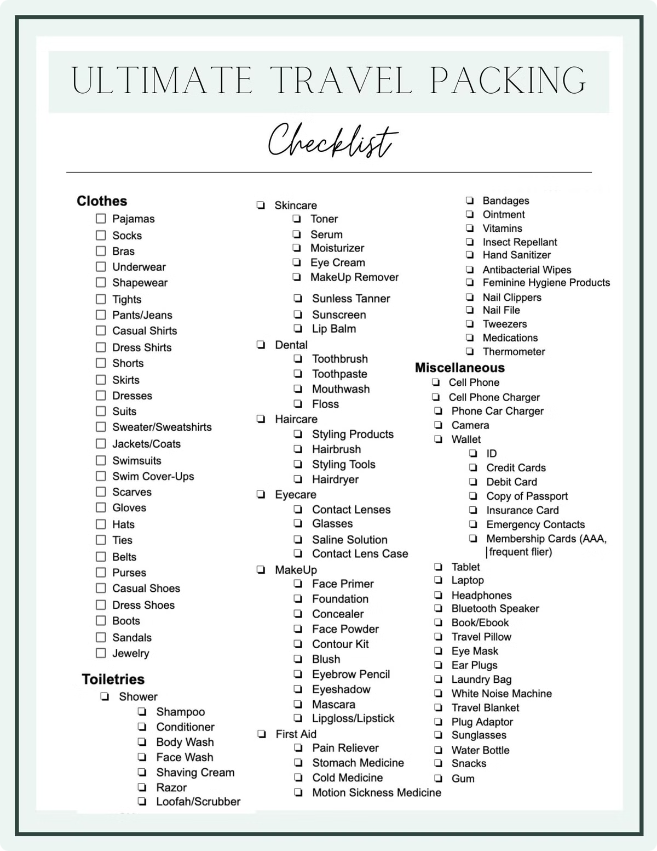 ULTIMATE TRAVEL PACKING
Checklist
Clothes
Pajamas
Socks
Bras
Underwear
Shapewear
Tights
Pants/Jeans
Casual Shirts
Dress Shirts
Shorts
Skirts
Dresses
Suits
Sweater/Sweatshirts
Jackets/Coats
Swimsuits
Swim Cover-Ups
Scarves
Gloves
Hats
Ties
Belts
Purses
Casual Shoes
Dress Shoes
Boots
Sandals
Jewelry
Toiletries
Shower
Shampoo
Conditioner
Body Wash
Face Wash
Shaving Cream
Razor
Loofah/Scrubber
Skincare
Toner
Serum
Moisturizer
Eye Cream
MakeUp Remover
Sunless Tanner
Sunscreen
Lip Balm
Dental
Toothbrush
Toothpaste
Mouthwash
Floss
Haircare
Styling Products
Hairbrush
Styling Tools
Hairdryer
Eyecare
Contact Lenses
Glasses
Saline Solution
Contact Lens Case
MakeUp
Face Primer
Foundation
Concealer
Face Powder
Contour Kit
Blush
Eyebrow Pencil
Eyeshadow
Mascara
Lipgloss/Lipstick
First Aid
Pain Reliever
Stomach Medicine
Cold Medicine
Motion Sickness Medicine
Bandages
Ointment
Vitamins
Insect Repellant
Hand Sanitizer
Antibacterial Wipes
Feminine Hygiene Products
Nail Clippers
Nail File
Tweezers
Medications
Thermometer
Miscellaneous
Cell Phone
Cell Phone Charger
Phone Car Charger
Camera
Wallet
ID
Credit Cards
Debit Card
Copy of Passport
Insurance Card
Emergency Contacts
Membership Cards (AAA,
frequent flier)
Tablet
Laptop
Headphones
Bluetooth Speaker
Book/Ebook
Travel Pillow
Eye Mask
Ear Plugs
Laundry Bag
White Noise Machine
Travel Blanket
Plug Adaptor
Sunglasses
Water Bottle
Snacks
Gum